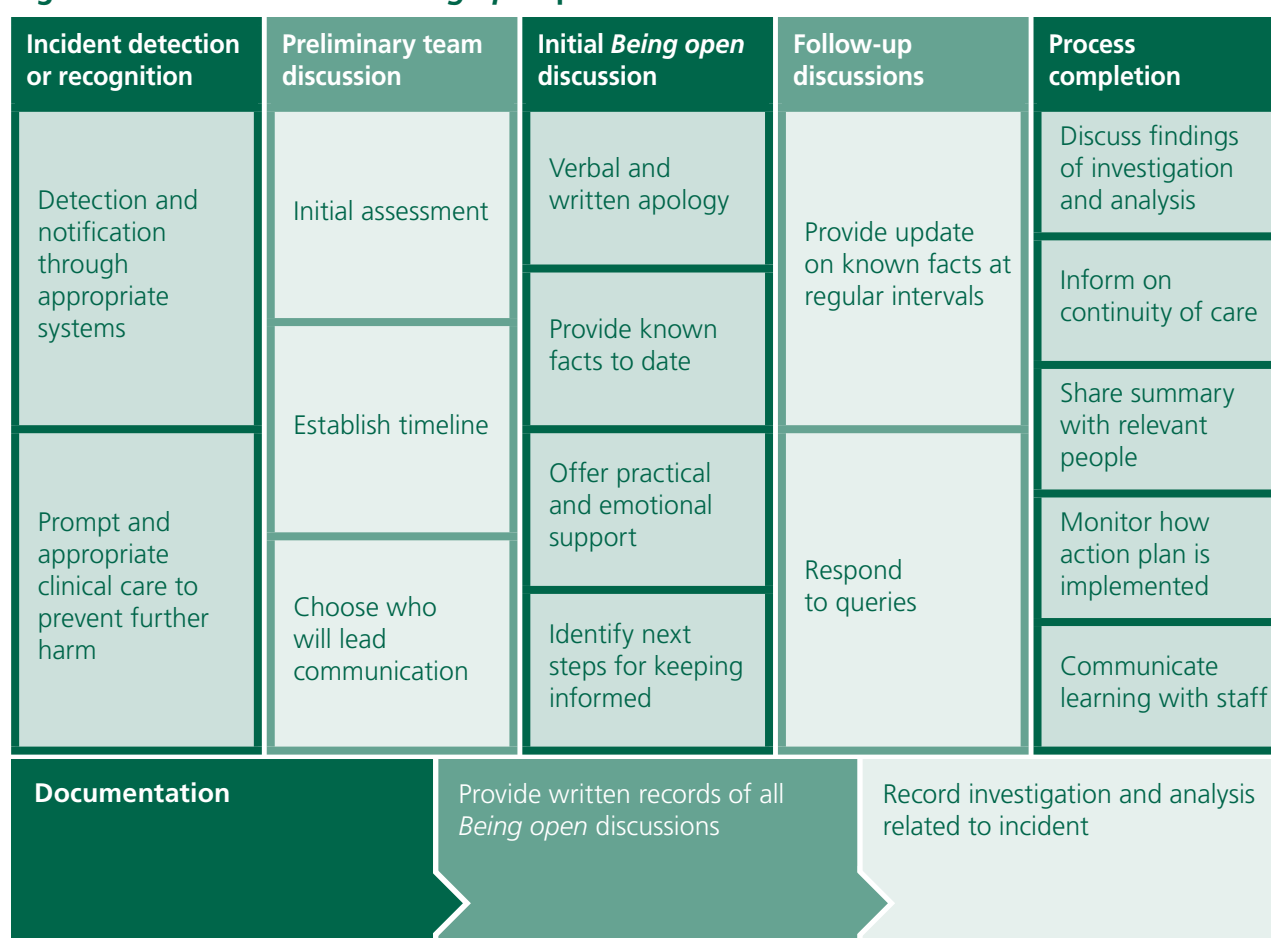 Incident detection
or recognition
Detection and
notification
through
appropriate
systems
Prompt and
appropriate
clinical care to
prevent further
harm
Preliminary team
discussion
Initial assessment
Establish timeline
Choose who
will lead
communication
Initial Being open
discussion
Verbal and
written apology
Provide known
facts to date
Offer practical
and emotional
support
Identify next
steps for keeping
informed
Follow-up
discussions
Provide update
on known facts at
regular intervals
Respond
to queries
Process
completion
Discuss findings
of investigation
and analysis
Inform on
continuity of care
Share summary
with relevant
people
Monitor how
action plan is
implemented
Communicate
learning with staff
Documentation
Provide written records of all
Being open discussions
Record investigation and analysis
related to incident